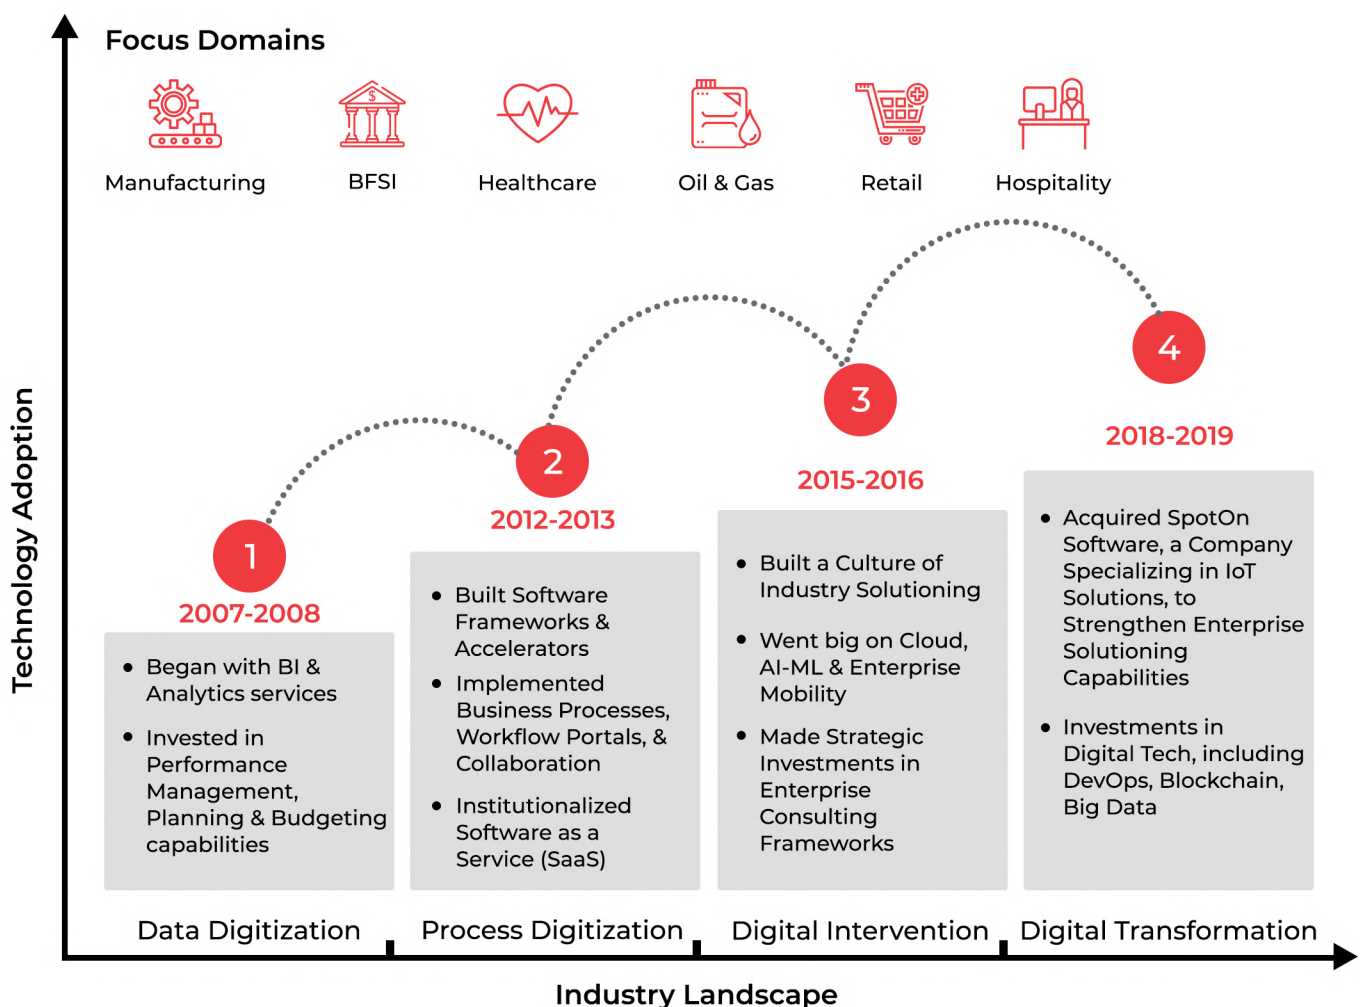 Focus Domains
$
Manufacturing
BFSI
Healthcare
Oil & Gas
Retail
Hospitality
Technology Adoption
1
2007-2008
• Began with BI &
Analytics services
• Invested in
Performance
Management,
Planning & Budgeting
capabilities
Data Digitization
2
2012-2013
• Built Software
Frameworks &
Accelerators
• Implemented
Business Processes,
Workflow Portals, &
Collaboration
• Institutionalized
Software as a
Service (SaaS)
Process Digitization
3
2015-2016
• Built a Culture of
Industry Solutioning
• Went big on Cloud,
AI-ML & Enterprise
Mobility
• Made Strategic
Investments in
Enterprise
Consulting
Frameworks
Digital Intervention
4
2018-2019
• Acquired SpotOn
Software, a Company
Specializing in IoT
Solutions, to
Strengthen Enterprise
Solutioning
Capabilities
• Investments in
Digital Tech, including
DevOps, Blockchain,
Big Data
Digital Transformation
Industry Landscape